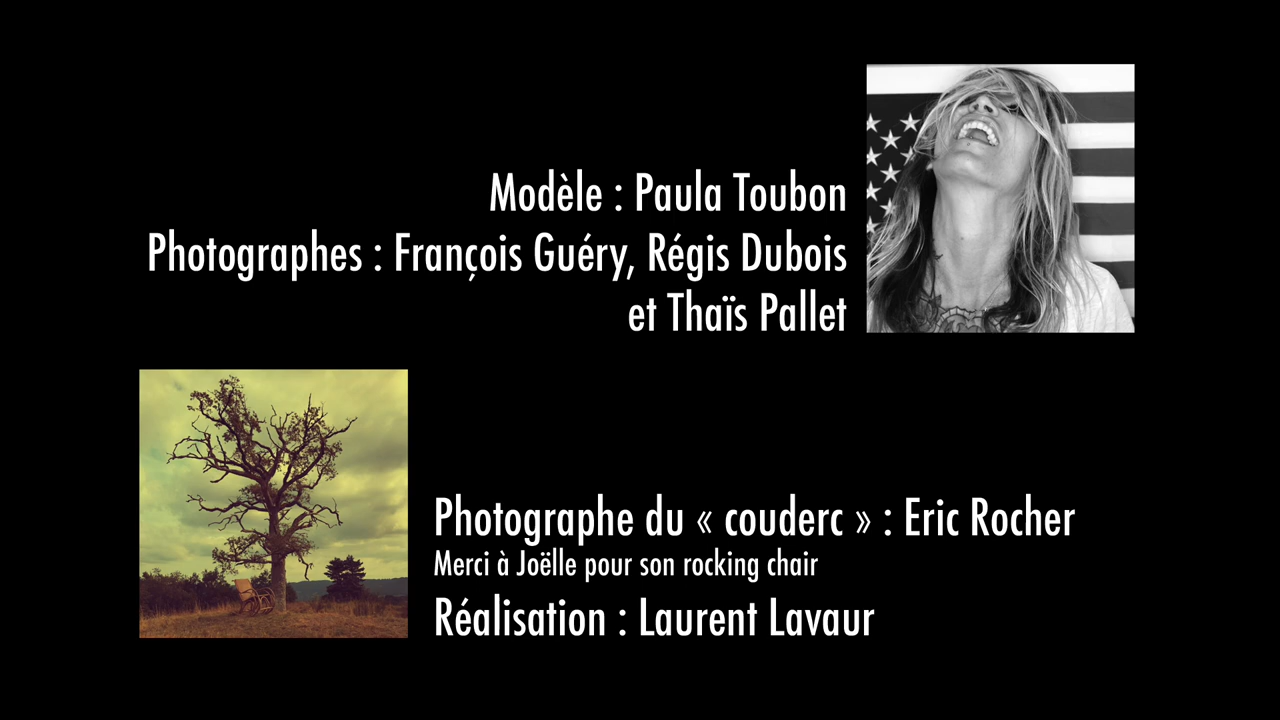 Modèle : Paula Toubon
Photographes : François Guéry, Régis Dubois
et Thaïs Pallet
Photographe du « couderc » : Eric Rocher
Merci à Joëlle pour son rocking chair
Réalisation : Laurent Lavaur